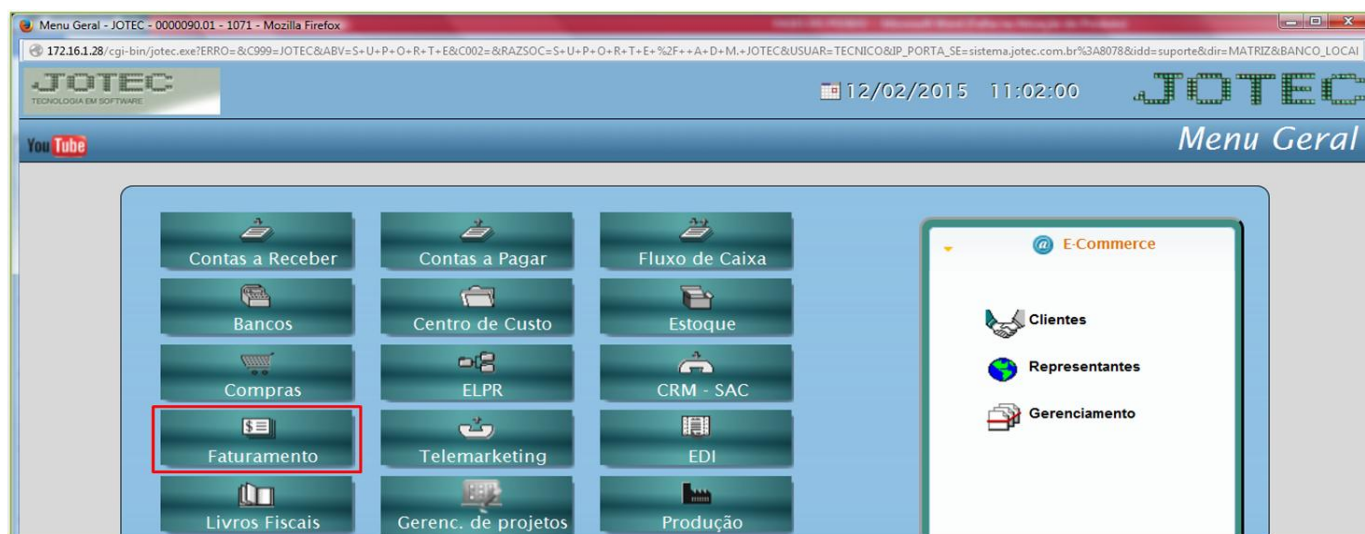 Menu Geral - JOTEC - 0000090.01 - 1071 - Mozilla Firefox
172.16.1.28/cgi-bin/jotec.exe?ERRO=&C999=JOTEC&ABV=S+U+P+O+R+T+E&C002=&RAZSOC=S+U+P+O+R+T+E+%2F++A+D+M.+JOTEC&USUAR=TECNICO&IP_PORTA_SE=sistema.jotec.com.br%3A8078&idd=suporte&dir=MATRIZ&BANCO_LOCAI
JOTEC
TECNOLOGIA EM SOFTWARE
12/02/2015 11:02:00
JOTEC
You Tube
Menu Geral
Contas a Receber
Contas a Pagar
Fluxo de Caixa
E-Commerce
Bancos
Centro de Custo
Estoque
Clientes
Compras
ELPR
CRM - SAC
Representantes
Faturamento
Telemarketing
EDI
Gerenciamento
Livros Fiscais
Gerenc. de projetos
Produção